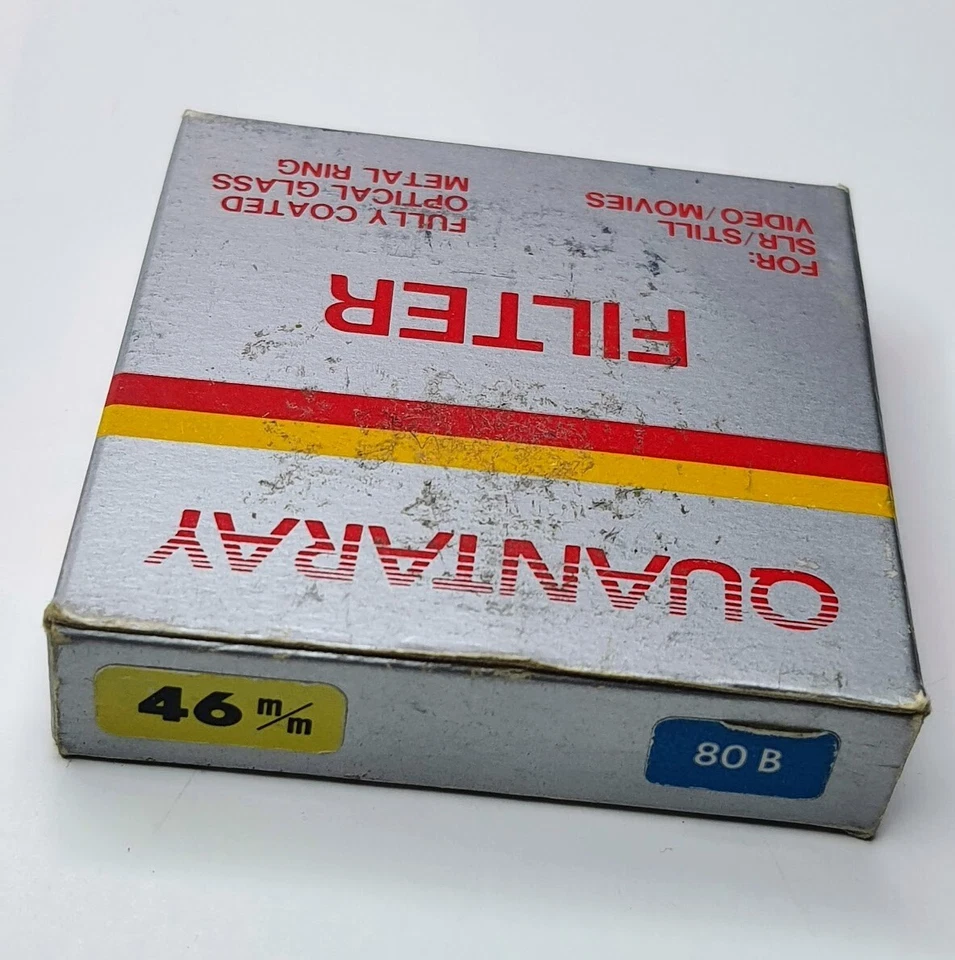 QUANTARAY
FILTER
FOR:
SLR/STILL
VIDEO/MOVIES
FULLY COATED
OPTICAL GLASS
METAL RING
46 m/m
80 B